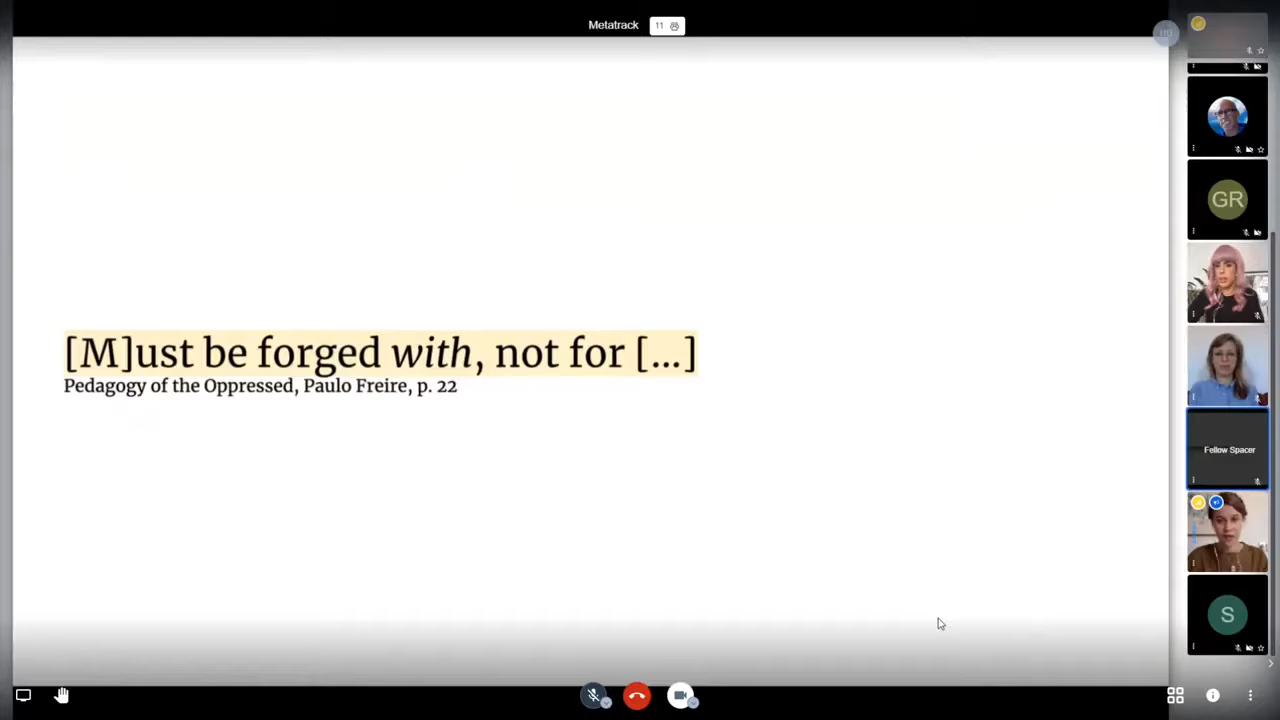 Metatrack
11
[M]ust be forged with, not for [...]
Pedagogy of the Oppressed, Paulo Freire, p. 22
GR
Fellow Spacer
S